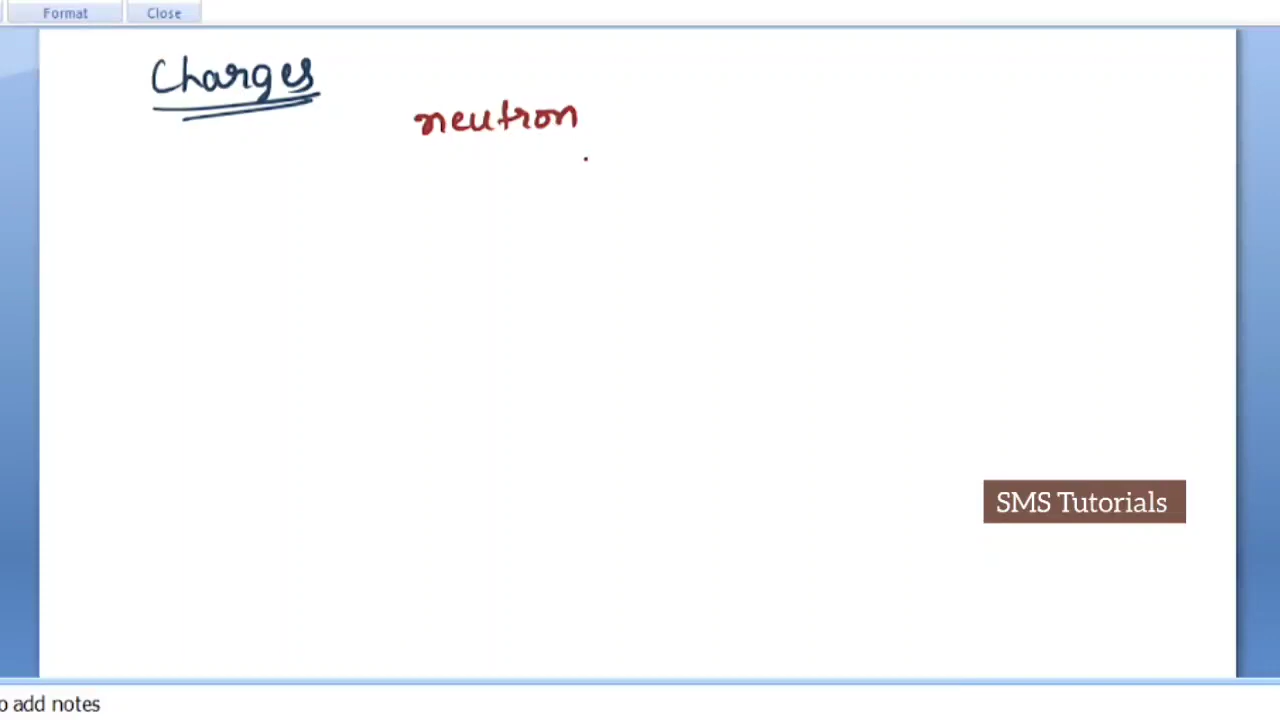 Format Close
Charges
neutron
SMS Tutorials
o add notes